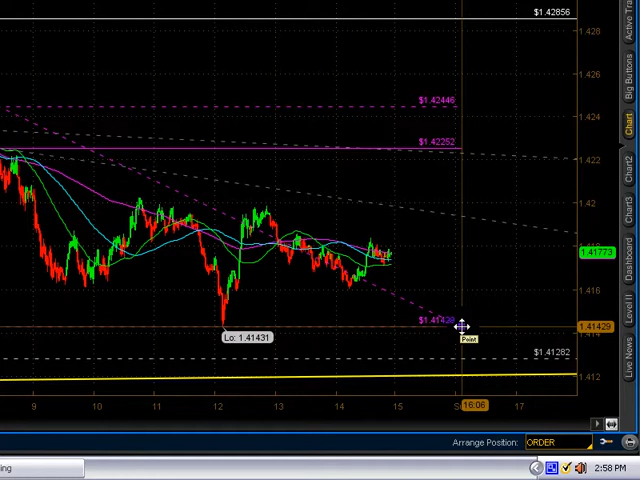 $1.42856
1.428
1.426
$1.42446
1.424
$1.42252
1.422
1.42
1.41773
1.416
$1.41420
1.41429
Point
Lo: 1.41431
$1.41282
1.412
9
10
11
12
13
14
15
16:06
17
Active Tra
Big Buttons
Chart
Chart2
Chart3
Dashboard
Level II
Live News
Arrange Position:
ORDER
ing
2:58 PM